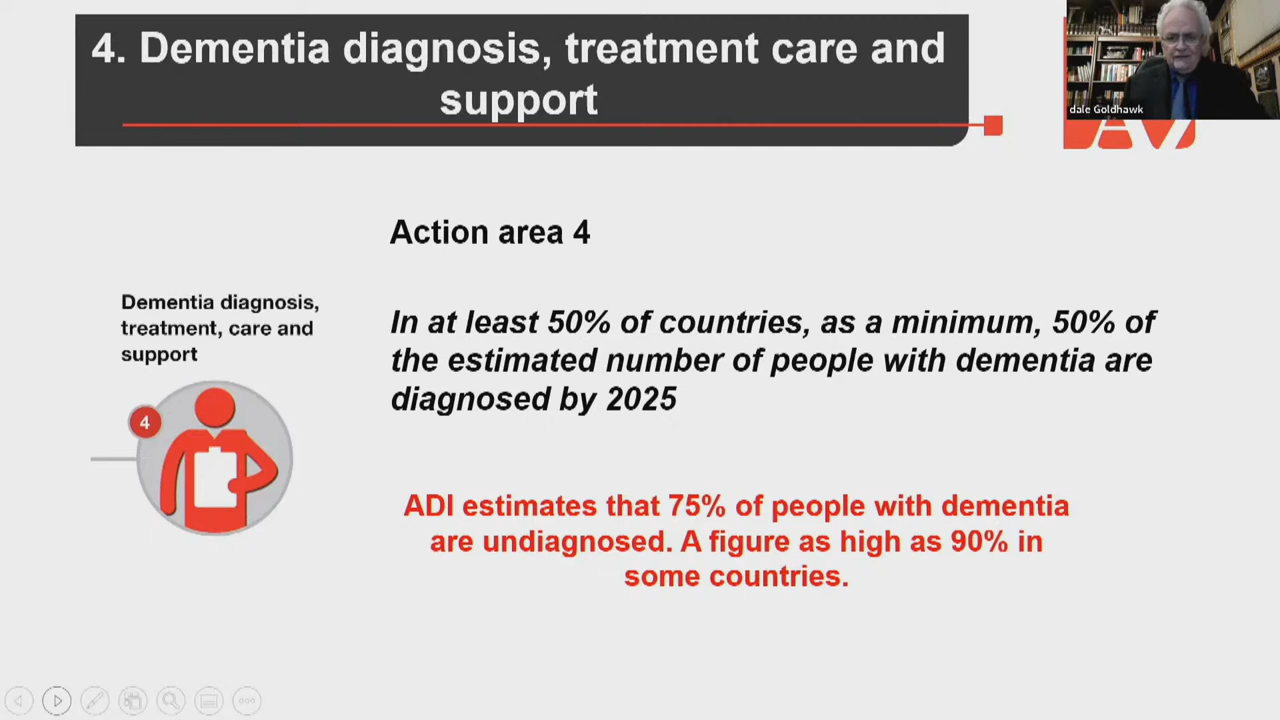 4. Dementia diagnosis, treatment care and
support
dale Goldhawk
Action area 4
Dementia diagnosis,
treatment, care and
support
4
In at least 50% of countries, as a minimum, 50% of
the estimated number of people with dementia are
diagnosed by 2025
ADI estimates that 75% of people with dementia
are undiagnosed. A figure as high as 90% in
some countries.